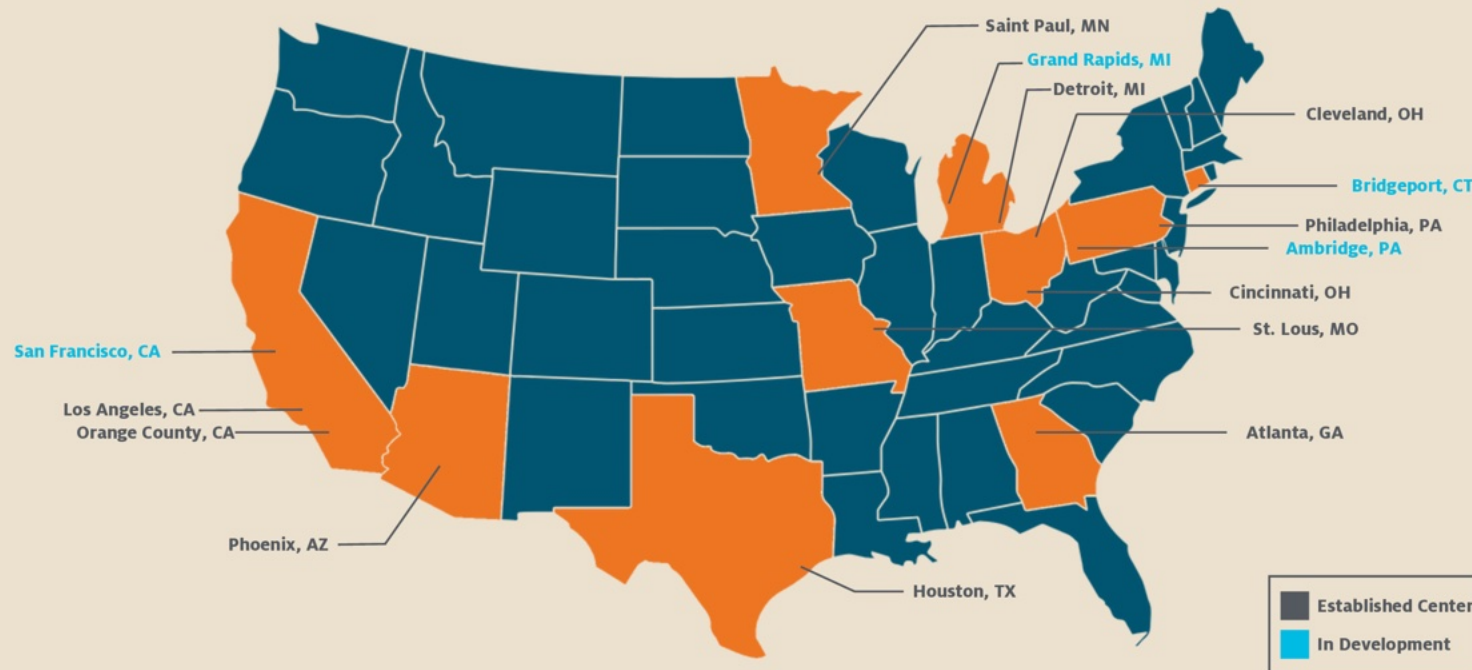 Saint Paul, MN
Grand Rapids, MI
Detroit, MI
Cleveland, OH
Bridgeport, CT
Philadelphia, PA
Ambridge, PA
Cincinnati, OH
St. Lous, MO
San Francisco, CA
Los Angeles, CA
Orange County, CA
Atlanta, GA
Phoenix, AZ
Houston, TX
Established Center
In Development